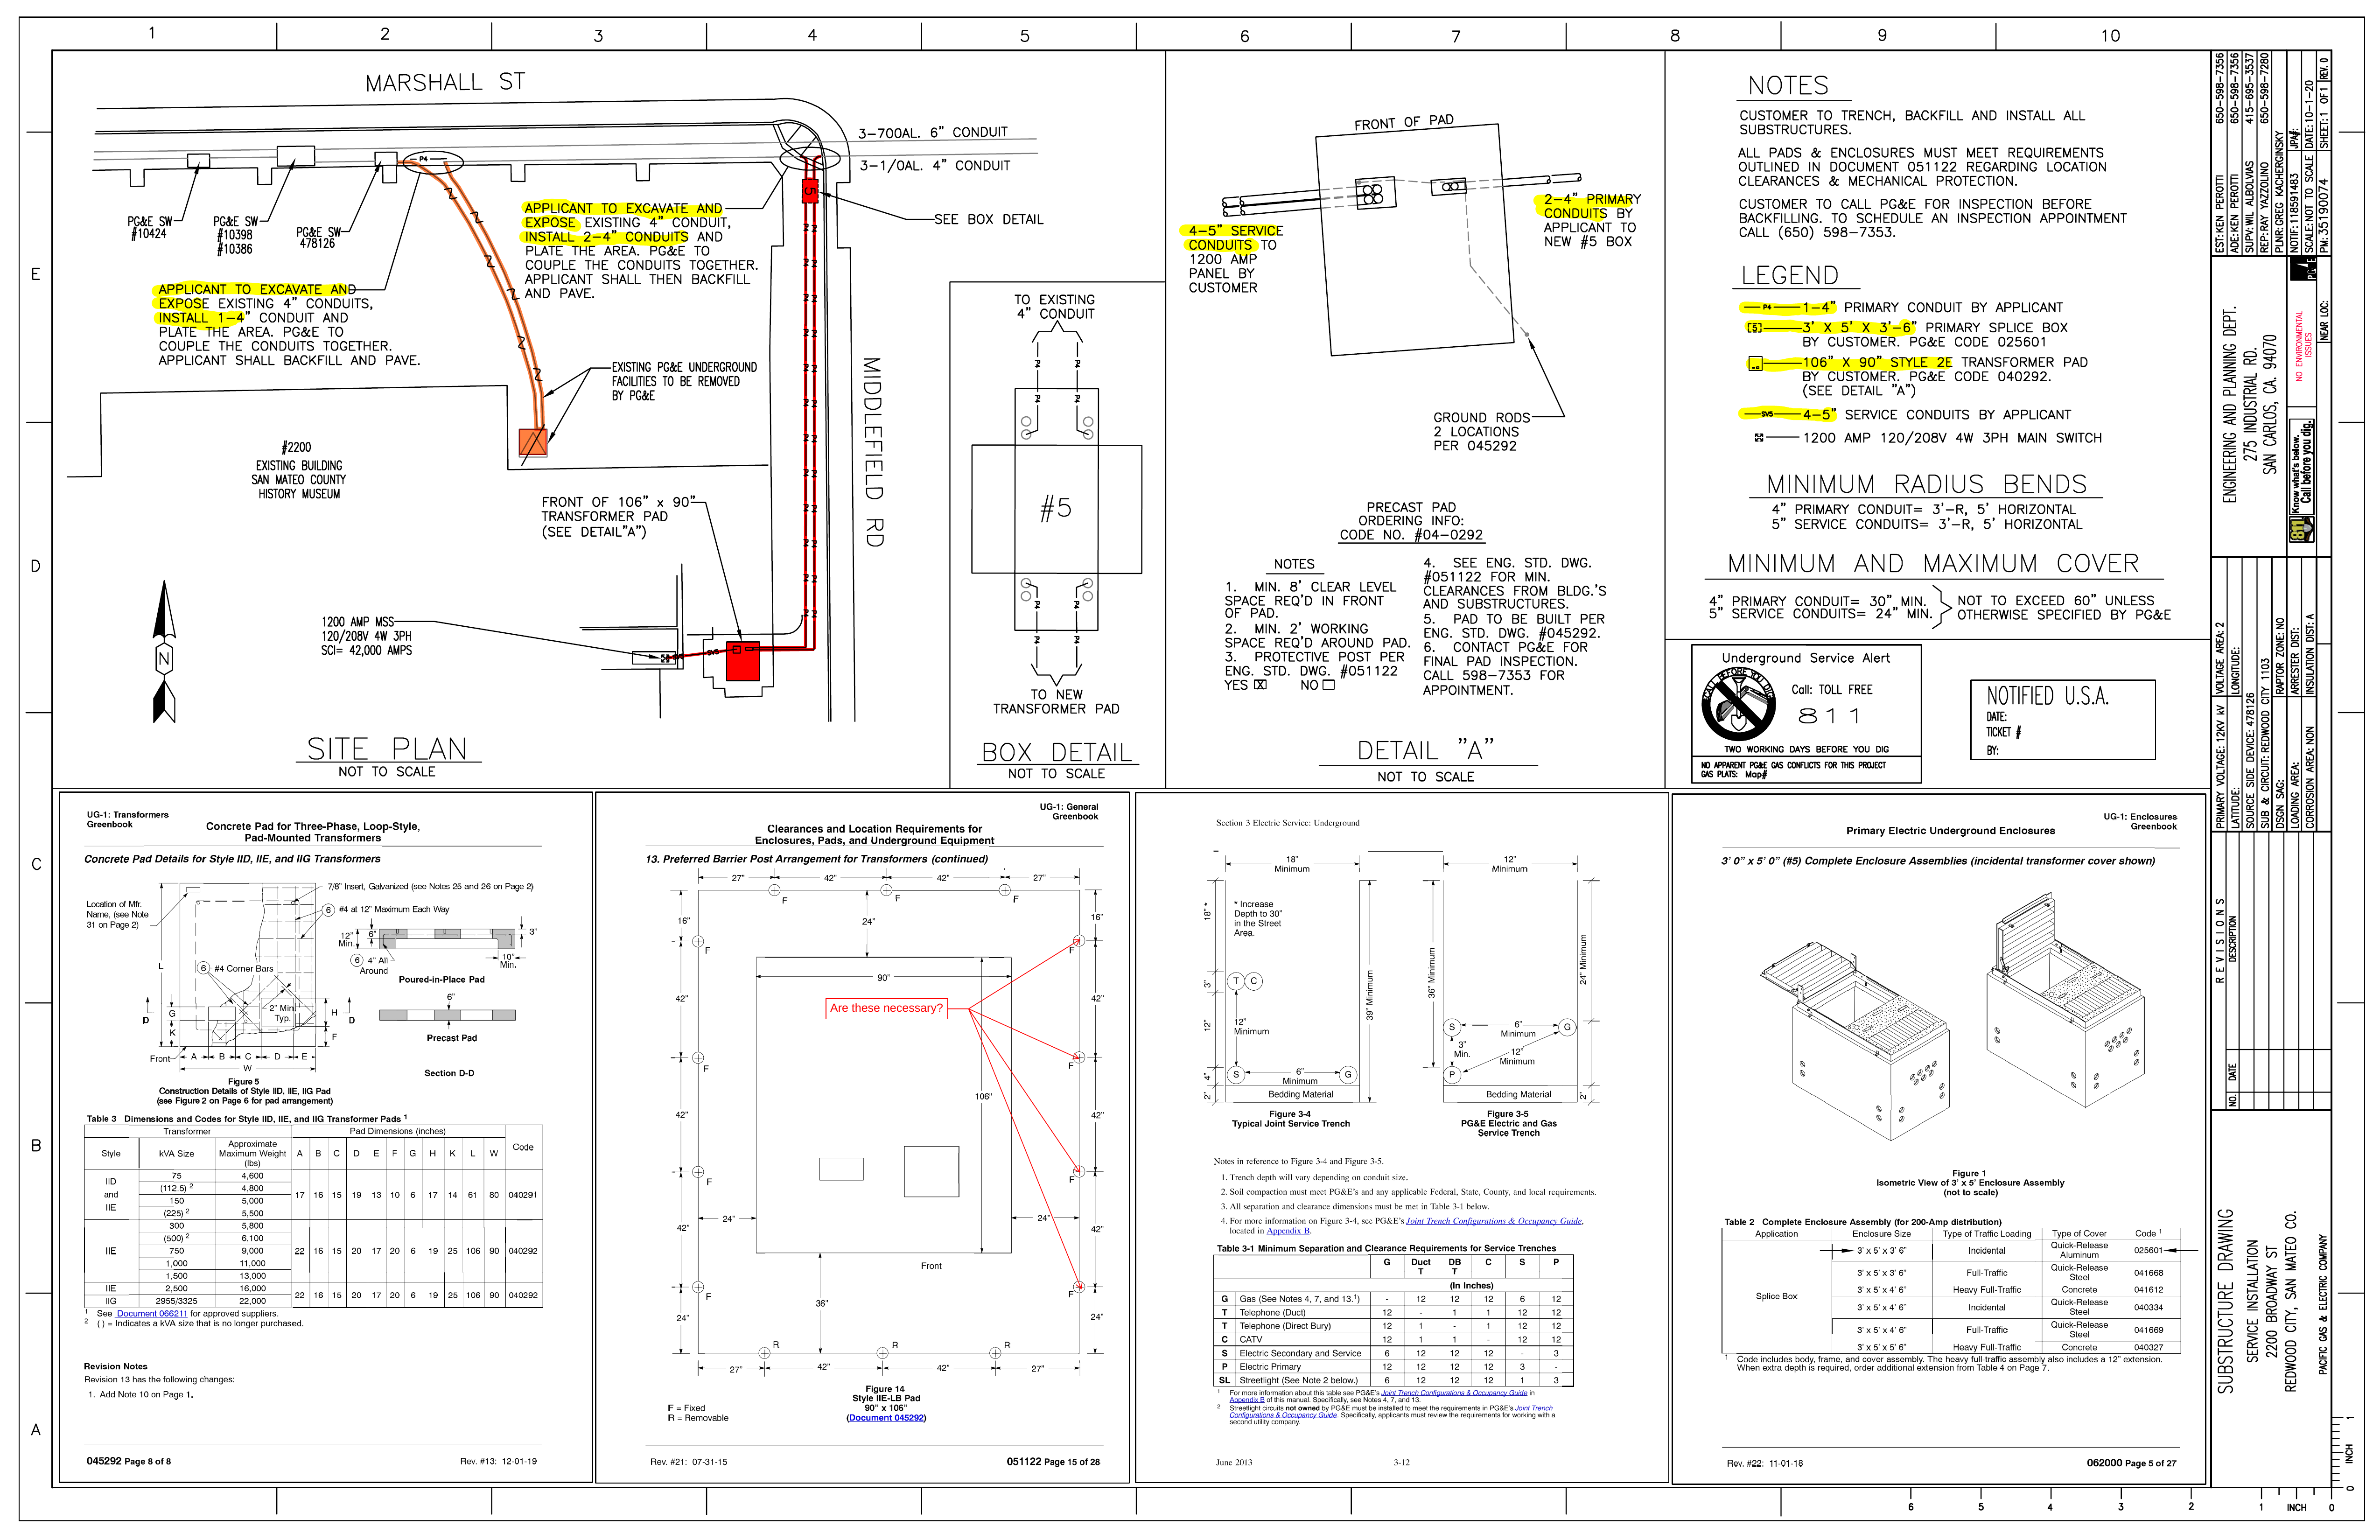 1 2 3 4 5 6 7 8 9 10
E
D
C
B
A
MARSHALL ST
3-700AL. 6" CONDUIT
3-1/0AL. 4" CONDUIT
P4
5
SEE BOX DETAIL
PG&E SW
#10424
PG&E SW
#10398
#10386
PG&E SW
478126
APPLICANT TO EXCAVATE AND
EXPOSE EXISTING 4" CONDUIT,
INSTALL 2-4" CONDUITS AND
PLATE THE AREA. PG&E TO
COUPLE THE CONDUITS TOGETHER.
APPLICANT SHALL THEN BACKFILL
AND PAVE.
APPLICANT TO EXCAVATE AND
EXPOSE EXISTING 4" CONDUITS,
INSTALL 1-4" CONDUIT AND
PLATE THE AREA. PG&E TO
COUPLE THE CONDUITS TOGETHER.
APPLICANT SHALL BACKFILL AND PAVE.
EXISTING PG&E UNDERGROUND
FACILITIES TO BE REMOVED
BY PG&E
MIDDLEFIELD RD
#2200
EXISTING BUILDING
SAN MATEO COUNTY
HISTORY MUSEUM
FRONT OF 106" x 90"
TRANSFORMER PAD
(SEE DETAIL"A")
1200 AMP MSS
120/208V 4W 3PH
SCI= 42,000 AMPS
SV5
N
SITE PLAN
NOT TO SCALE
TO EXISTING
4" CONDUIT
P4 P4
#5
P4 P4
TO NEW
TRANSFORMER PAD
BOX DETAIL
NOT TO SCALE
FRONT OF PAD
4-5" SERVICE
CONDUITS TO
1200 AMP
PANEL BY
CUSTOMER
2-4" PRIMARY
CONDUITS BY
APPLICANT TO
NEW #5 BOX
GROUND RODS
2 LOCATIONS
PER 045292
PRECAST PAD
ORDERING INFO:
CODE NO. #04-0292
NOTES
1. MIN. 8' CLEAR LEVEL
SPACE REQ'D IN FRONT
OF PAD.
2. MIN. 2' WORKING
SPACE REQ'D AROUND PAD.
3. PROTECTIVE POST PER
ENG. STD. DWG. #051122
YES ☒ NO ☐
4. SEE ENG. STD. DWG.
#051122 FOR MIN.
CLEARANCES FROM BLDG.'S
AND SUBSTRUCTURES.
5. PAD TO BE BUILT PER
ENG. STD. DWG. #045292.
6. CONTACT PG&E FOR
FINAL PAD INSPECTION.
CALL 598-7353 FOR
APPOINTMENT.
DETAIL "A"
NOT TO SCALE
NOTES
CUSTOMER TO TRENCH, BACKFILL AND INSTALL ALL
SUBSTRUCTURES.
ALL PADS & ENCLOSURES MUST MEET REQUIREMENTS
OUTLINED IN DOCUMENT 051122 REGARDING LOCATION
CLEARANCES & MECHANICAL PROTECTION.
CUSTOMER TO CALL PG&E FOR INSPECTION BEFORE
BACKFILLING. TO SCHEDULE AN INSPECTION APPOINTMENT
CALL (650) 598-7353.
LEGEND
P4 1-4" PRIMARY CONDUIT BY APPLICANT
[5] 3' X 5' X 3'-6" PRIMARY SPLICE BOX
BY CUSTOMER. PG&E CODE 025601
106" X 90" STYLE 2E TRANSFORMER PAD
BY CUSTOMER. PG&E CODE 040292.
(SEE DETAIL "A")
SV5 4-5" SERVICE CONDUITS BY APPLICANT
1200 AMP 120/208V 4W 3PH MAIN SWITCH
MINIMUM RADIUS BENDS
4" PRIMARY CONDUIT= 3'-R, 5' HORIZONTAL
5" SERVICE CONDUITS= 3'-R, 5' HORIZONTAL
MINIMUM AND MAXIMUM COVER
4" PRIMARY CONDUIT= 30" MIN.
5" SERVICE CONDUITS= 24" MIN.
NOT TO EXCEED 60" UNLESS
OTHERWISE SPECIFIED BY PG&E
Underground Service Alert
CALL BEFORE YOU DIG
Call: TOLL FREE
811
TWO WORKING DAYS BEFORE YOU DIG
NO APPARENT PG&E GAS CONFLICTS FOR THIS PROJECT
GAS PLATS: Map#
NOTIFIED U.S.A.
DATE:
TICKET #
BY:
UG-1: Transformers
Greenbook
Concrete Pad for Three-Phase, Loop-Style,
Pad-Mounted Transformers
Concrete Pad Details for Style IID, IIE, and IIG Transformers
Location of Mfr.
Name, (see Note
31 on Page 2)
7/8" Insert, Galvanized (see Notes 25 and 26 on Page 2)
6 #4 at 12" Maximum Each Way
12" Min. 6" 3"
6 4" All
Around
10" Min.
Poured-in-Place Pad
6 #4 Corner Bars
2" Min.
Typ.
L G K D H F D
Front A B C D E
W
6"
Precast Pad
Section D-D
Figure 5
Construction Details of Style IID, IIE, IIG Pad
(see Figure 2 on Page 6 for pad arrangement)
Table 3 Dimensions and Codes for Style IID, IIE, and IIG Transformer Pads 1
Transformer Pad Dimensions (inches) Code
Style kVA Size Approximate Maximum Weight (lbs) A B C D E F G H K L W
IID and IIE 75 4,600 17 16 15 19 13 10 6 17 14 61 80 040291
(112.5) 2 4,800
150 5,000
(225) 2 5,500
IIE 300 5,800 22 16 15 20 17 20 6 19 25 106 90 040292
(500) 2 6,100
750 9,000
1,000 11,000
1,500 13,000
IIE 2,500 16,000 22 16 15 20 17 20 6 19 25 106 90 040292
IIG 2955/3325 22,000
1 See Document 066211 for approved suppliers.
2 ( ) = Indicates a kVA size that is no longer purchased.
Revision Notes
Revision 13 has the following changes:
1. Add Note 10 on Page 1.
045292 Page 8 of 8 Rev. #13: 12-01-19
UG-1: General
Greenbook
Clearances and Location Requirements for
Enclosures, Pads, and Underground Equipment
13. Preferred Barrier Post Arrangement for Transformers (continued)
27" 42" 42" 27"
F F F
16" 24" 16"
F F
90"
42" 42"
Are these necessary?
F F
42" 106" 42"
F F
24" 24"
42" 42"
Front
F F
24" 36" 24"
R R R
27" 42" 42" 27"
Figure 14
Style IIE-LB Pad
90" x 106"
(Document 045292)
F = Fixed
R = Removable
Rev. #21: 07-31-15 051122 Page 15 of 28
Section 3 Electric Service: Underground
18"
Minimum
12"
Minimum
18" *
* Increase
Depth to 30"
in the Street
Area.
3"
T C
12"
12"
Minimum
4"
S 6" Minimum G
2"
Bedding Material
39" Minimum
36" Minimum
24" Minimum
S 6" Minimum G
3"
Min.
12"
Minimum
P
Bedding Material
2"
Figure 3-4
Typical Joint Service Trench
Figure 3-5
PG&E Electric and Gas
Service Trench
Notes in reference to Figure 3-4 and Figure 3-5.
1. Trench depth will vary depending on conduit size.
2. Soil compaction must meet PG&E's and any applicable Federal, State, County, and local requirements.
3. All separation and clearance dimensions must be met in Table 3-1 below.
4. For more information on Figure 3-4, see PG&E's Joint Trench Configurations & Occupancy Guide,
located in Appendix B.
Table 3-1 Minimum Separation and Clearance Requirements for Service Trenches
G Duct T DB T C S P
(In Inches)
G Gas (See Notes 4, 7, and 13.1) - 12 12 12 6 12
T Telephone (Duct) 12 - 1 1 12 12
T Telephone (Direct Bury) 12 1 - 1 12 12
C CATV 12 1 1 - 12 12
S Electric Secondary and Service 6 12 12 12 - 3
P Electric Primary 12 12 12 12 3 -
SL Streetlight (See Note 2 below.) 6 12 12 12 1 3
1 For more information about this table see PG&E's Joint Trench Configurations & Occupancy Guide in
Appendix B of this manual. Specifically, see Notes 4, 7, and 13.
2 Streetlight circuits not owned by PG&E must be installed to meet the requirements in PG&E's Joint Trench
Configurations & Occupancy Guide. Specifically, applicants must review the requirements for working with a
second utility company.
June 2013 3-12
UG-1: Enclosures
Greenbook
Primary Electric Underground Enclosures
3' 0" x 5' 0" (#5) Complete Enclosure Assemblies (incidental transformer cover shown)
Figure 1
Isometric View of 3' x 5' Enclosure Assembly
(not to scale)
Table 2 Complete Enclosure Assembly (for 200-Amp distribution)
Application Enclosure Size Type of Traffic Loading Type of Cover Code 1
Splice Box 3' x 5' x 3' 6" Incidental Quick-Release Aluminum 025601
3' x 5' x 3' 6" Full-Traffic Quick-Release Steel 041668
3' x 5' x 4' 6" Heavy Full-Traffic Concrete 041612
3' x 5' x 4' 6" Incidental Quick-Release Steel 040334
3' x 5' x 4' 6" Full-Traffic Quick-Release Steel 041669
3' x 5' x 5' 6" Heavy Full-Traffic Concrete 040327
1 Code includes body, frame, and cover assembly. The heavy full-traffic assembly also includes a 12" extension.
When extra depth is required, order additional extension from Table 4 on Page 7.
Rev. #22: 11-01-18 062000 Page 5 of 27
EST: KEN PEROTTI 650-598-7356
ADE: KEN PEROTTI 650-598-7356
SUPV: WIL ALBOLVIAS 415-695-3537
REP: RAY YAZZOLINO 650-598-7280
PLNR: GREG KACHERGINSKY
NOTIF: 118591483 JPA#:
SCALE: NOT TO SCALE DATE: 10-1-20
PM: 35190074 SHEET: 1 OF 1 REV. 0
ENGINEERING AND PLANNING DEPT.
275 INDUSTRIAL RD.
SAN CARLOS, CA. 94070
PG&E
NO ENVIRONMENTAL
ISSUES
NEAR LOC:
811
Know what's below.
Call before you dig.
PRIMARY VOLTAGE: 12KV kV VOLTAGE AREA: 2
LATITUDE: LONGITUDE:
SOURCE SIDE DEVICE: 478126
SUB & CIRCUIT: REDWOOD CITY 1103
DSGN SAG: RAPTOR ZONE: NO
LOADING AREA: ARRESTER DIST:
CORROSION AREA: NON INSULATION DIST: A
REVISIONS
NO. DATE DESCRIPTION
SUBSTRUCTURE DRAWING
SERVICE INSTALLATION
2200 BROADWAY ST
REDWOOD CITY, SAN MATEO CO.
PACIFIC GAS & ELECTRIC COMPANY
1 INCH 0
6 5 4 3 2 1 INCH 0